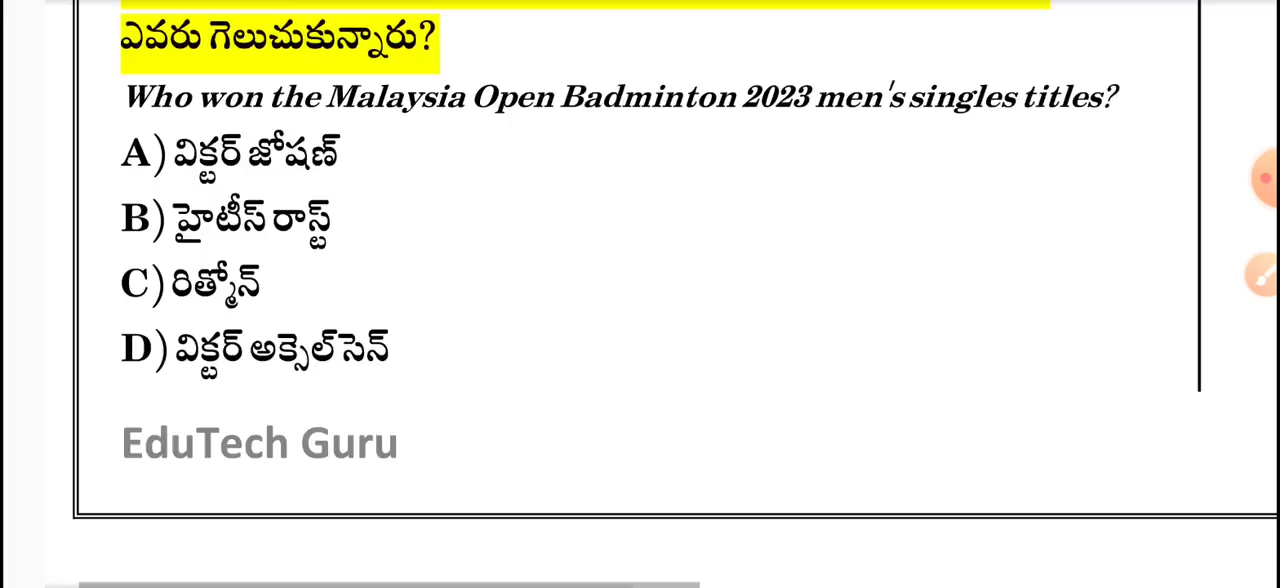 ఎవరు గెలుచుకున్నారు?
Who won the Malaysia Open Badminton 2023 men's singles titles?
A) విక్టర్ జోషణ్
B) హైటీస్ రాస్ట్
C) రిత్మోన్
D) విక్టర్ అక్సెల్‌సెన్
EduTech Guru